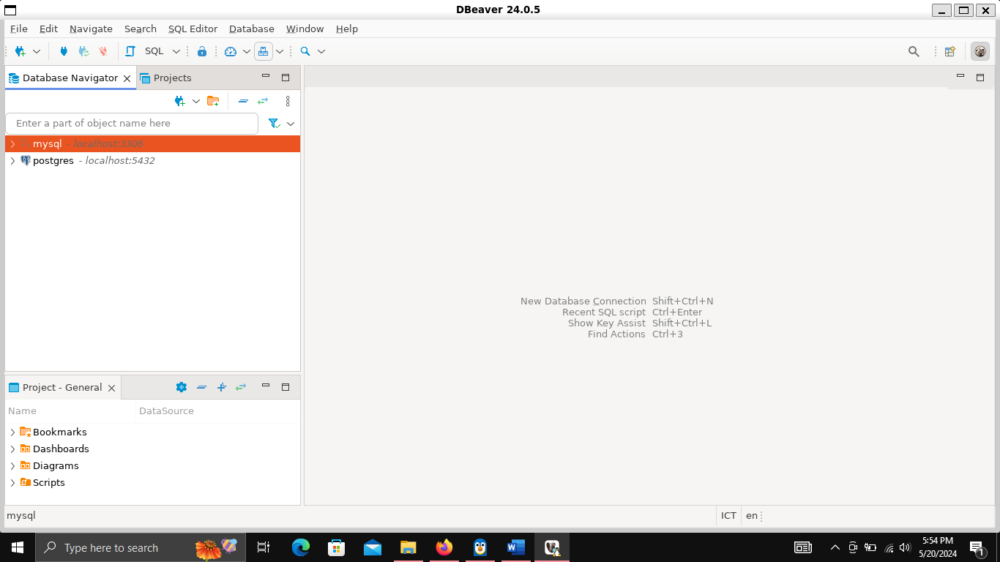 DBeaver 24.0.5
File Edit Navigate Search SQL Editor Database Window Help
SQL
Database Navigator
Projects
Enter a part of object name here
mysql - localhost:3306
postgres - localhost:5432
New Database Connection Shift+Ctrl+N
Recent SQL script Ctrl+Enter
Show Key Assist Shift+Ctrl+L
Find Actions Ctrl+3
Project - General
Name DataSource
Bookmarks
Dashboards
Diagrams
Scripts
mysql
ICT
en
Type here to search
5:54 PM
5/20/2024
1